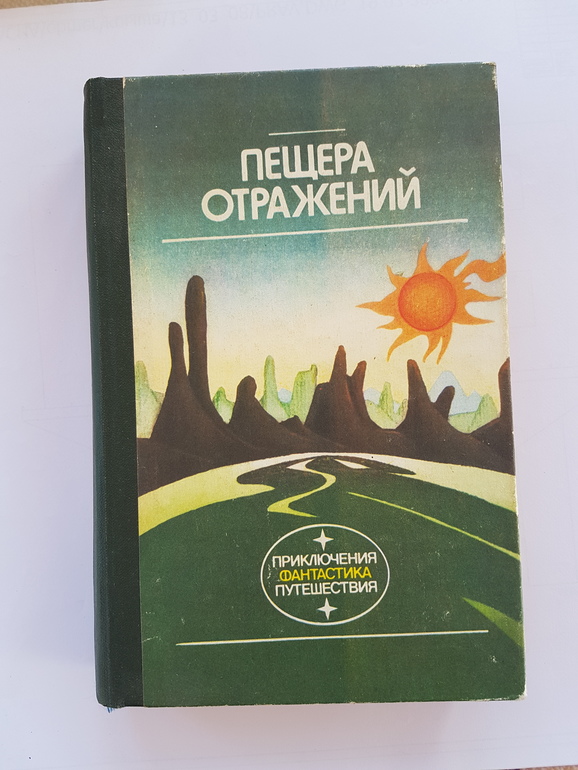 ПЕЩЕРА
ОТРАЖЕНИЙ
ПРИКЛЮЧЕНИЯ
ФАНТАСТИКА
ПУТЕШЕСТВИЯ